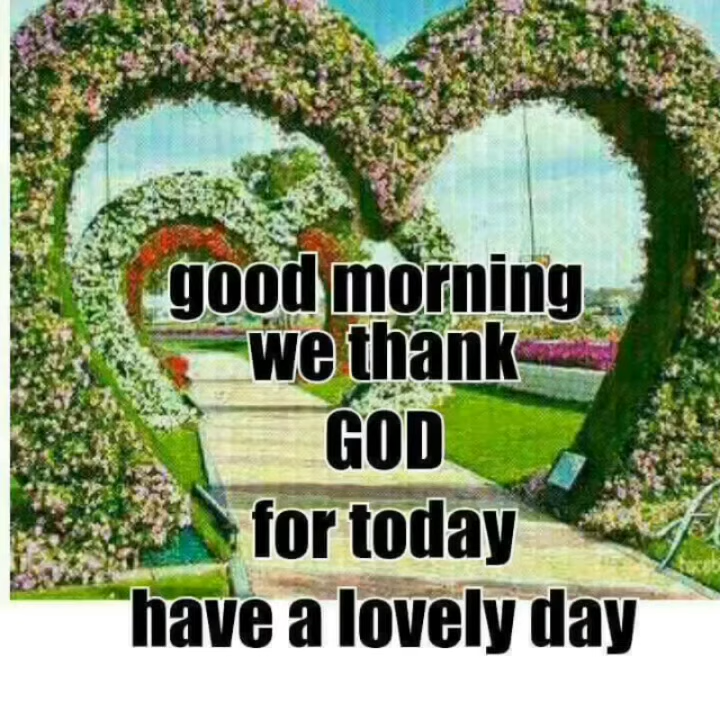 good morning
we thank
GOD
for today
have a lovely day